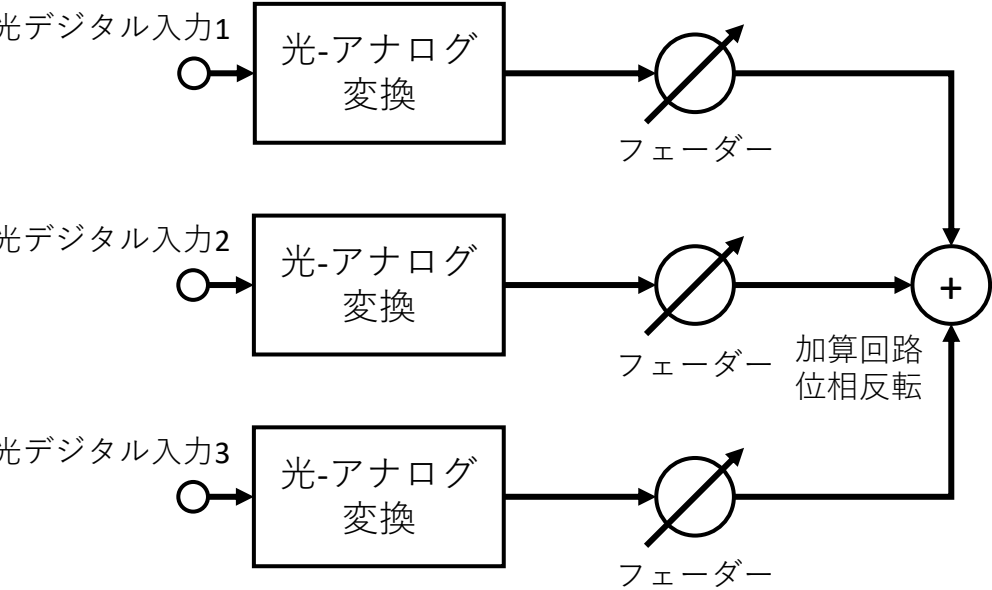 光デジタル入力1
光-アナログ
変換
フェーダー
光デジタル入力2
光-アナログ
変換
フェーダー
+
加算回路
位相反転
光デジタル入力3
光-アナログ
変換
フェーダー